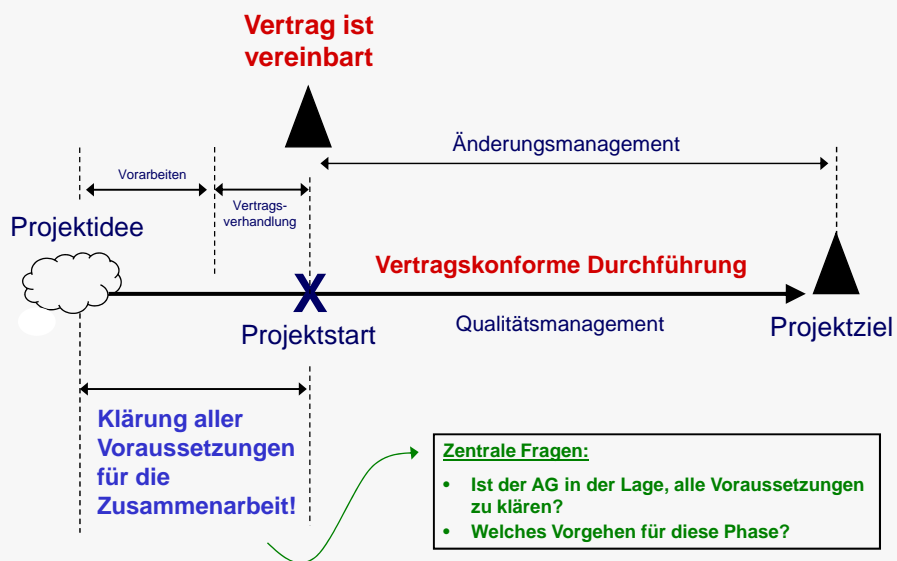 Vertrag ist
vereinbart
Änderungsmanagement
Vorarbeiten
Vertrags-
verhandlung
Projektidee
Vertragskonforme Durchführung
X
Projektstart
Qualitätsmanagement
Projektziel
Klärung aller
Voraussetzungen
für die
Zusammenarbeit!
Zentrale Fragen:
• Ist der AG in der Lage, alle Voraussetzungen
zu klären?
• Welches Vorgehen für diese Phase?